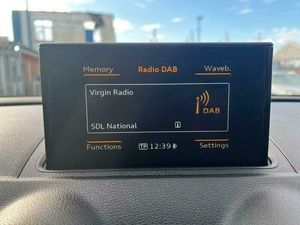 Memory Radio DAB Waveb.
Virgin Radio
DAB
SDL National i
Functions TP 12:39 Settings